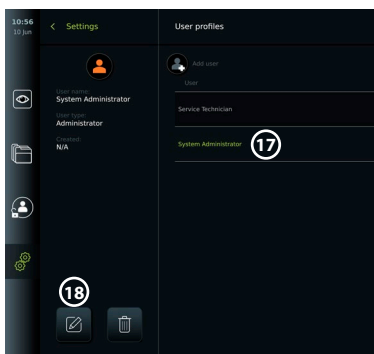 10:56
10 Jun
Settings
User profiles
Add user
User
User name:
System Administrator
Service Technician
User type:
Administrator
System Administrator
17
Created:
N/A
18